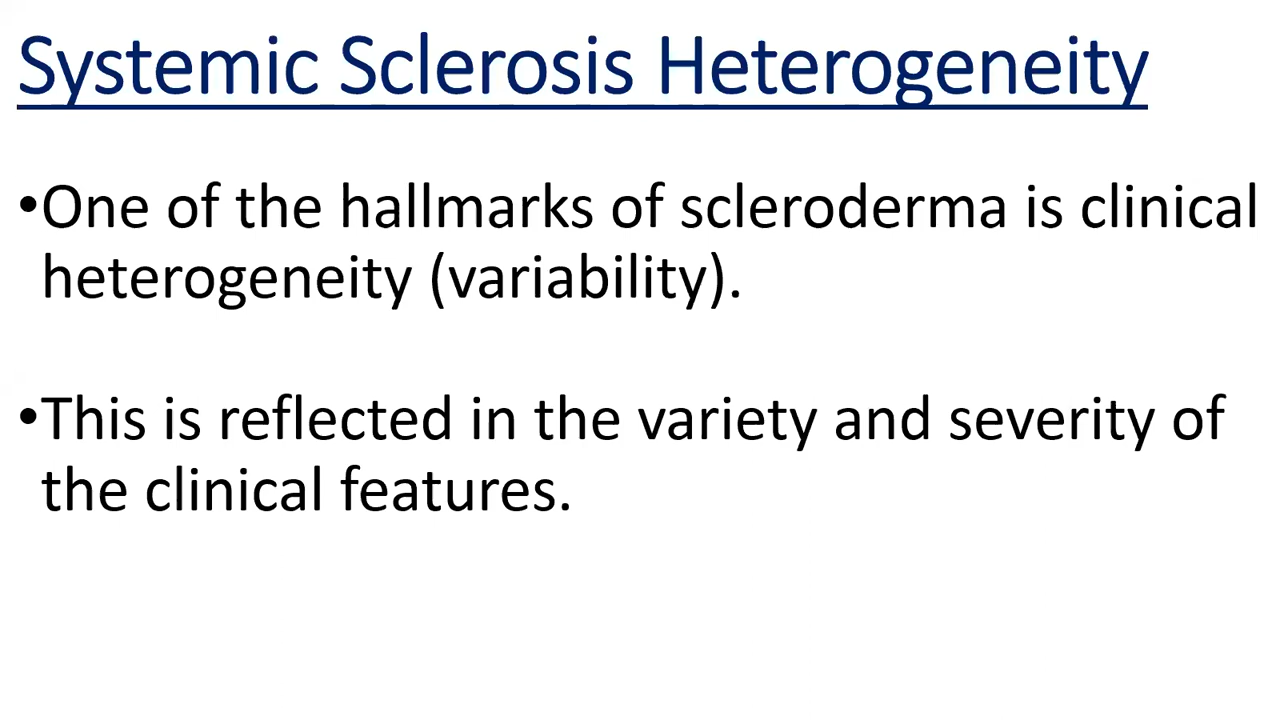 Systemic Sclerosis Heterogeneity
•One of the hallmarks of scleroderma is clinical
heterogeneity (variability).
•This is reflected in the variety and severity of
the clinical features.